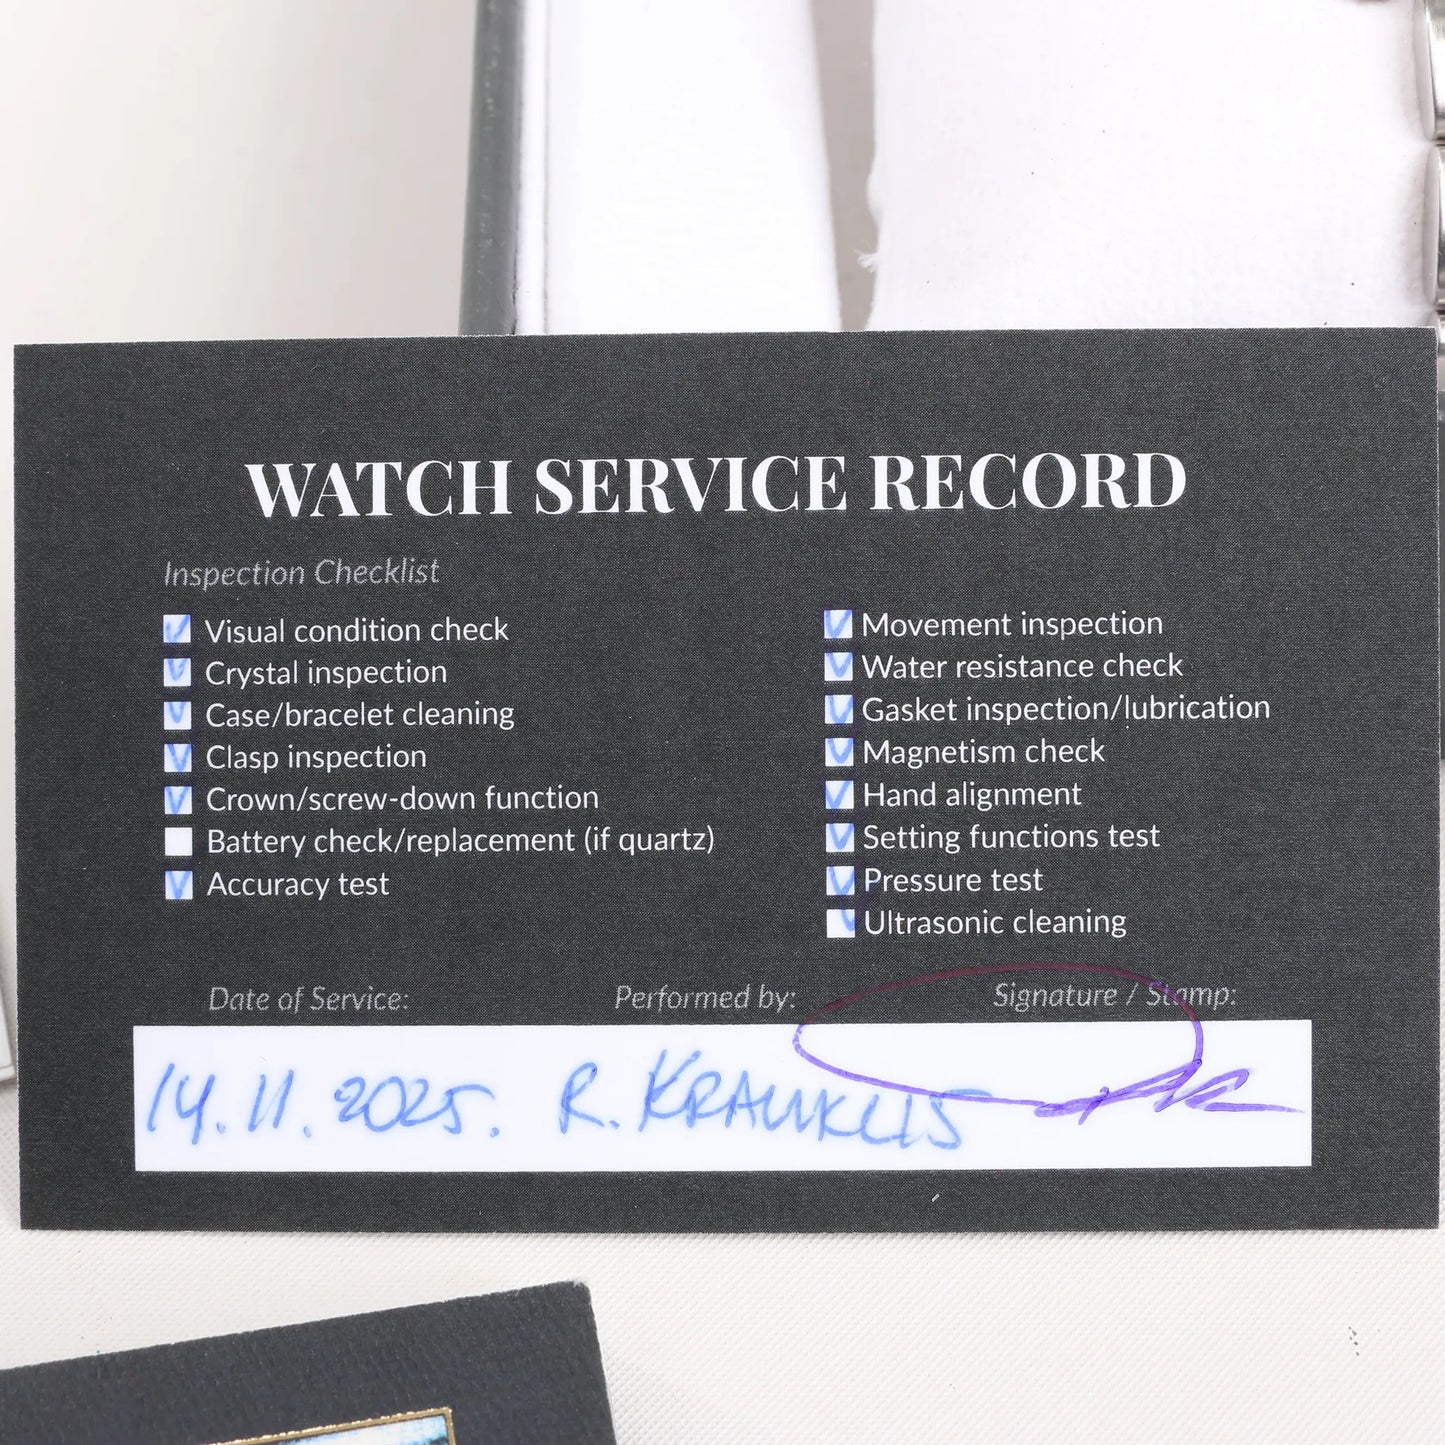 WATCH SERVICE RECORD
Inspection Checklist
Visual condition check
Crystal inspection
Case/bracelet cleaning
Clasp inspection
Crown/screw-down function
Battery check/replacement (if quartz)
Accuracy test
Movement inspection
Water resistance check
Gasket inspection/lubrication
Magnetism check
Hand alignment
Setting functions test
Pressure test
Ultrasonic cleaning
Date of Service:
Performed by:
Signature / Stamp:
14.11.2025. R. KRAUKLIS